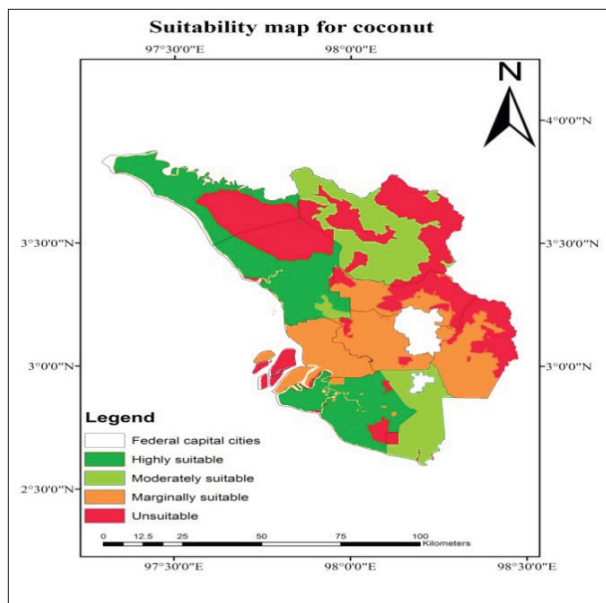 Suitability map for coconut
97°30'0"E 98°0'0"E
N
4°0'0"N
3°30'0"N 3°30'0"N
3°0'0"N 3°0'0"N
Legend
Federal capital cities
Highly suitable
Moderately suitable
Marginally suitable
Unsuitable
2°30'0"N
0 12.5 25 50 75 100
Kilometers
97°30'0"E 98°0'0"E 98°30'0"E